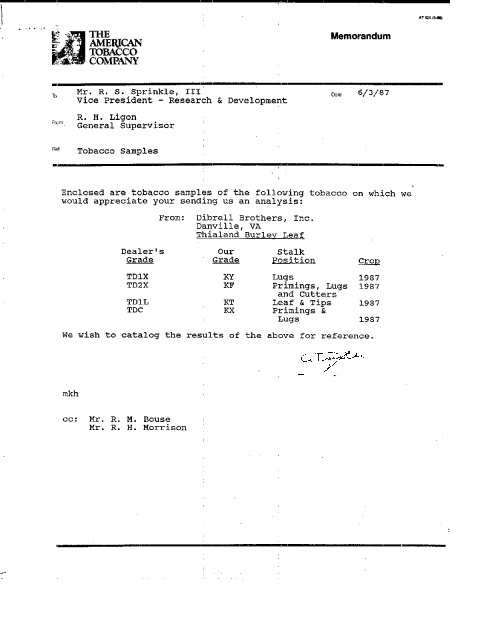 THE
AMERICAN
TOBACCO
COMPANY
Memorandum
To Mr. R. S. Sprinkle, III Date 6/3/87
Vice President - Research & Development
From R. H. Ligon
General Supervisor
Ref: Tobacco Samples
Enclosed are tobacco samples of the following tobacco on which we
would appreciate your sending us an analysis:
From: Dibrell Brothers, Inc.
Danville, VA
Thialand Burley Leaf
Dealer's Our Stalk
Grade Grade Position Crop
TD1X KY Lugs 1987
TD2X KF Primings, Lugs 1987
and Cutters
TD1L KT Leaf & Tips 1987
TDC KX Primings &
Lugs 1987
We wish to catalog the results of the above for reference.
mkh
cc: Mr. R. M. Bouse
Mr. R. H. Morrison